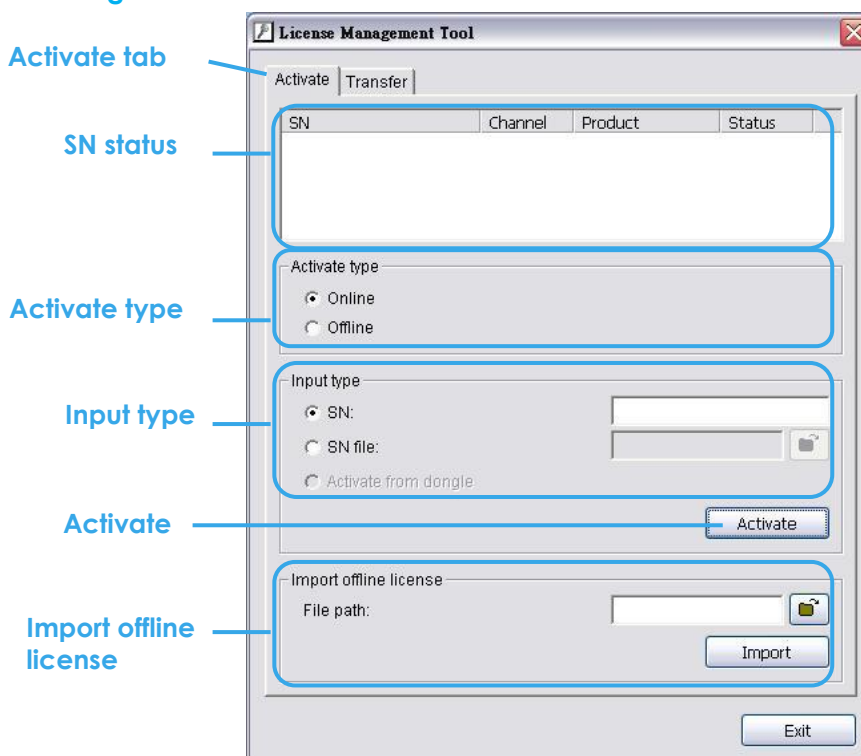 License Management Tool
Activate tab
Activate Transfer
SN Channel Product Status
SN status
Activate type
Online
Activate type
Offline
Input type
SN:
Input type
SN file:
Activate from dongle
Activate
Activate
Import offline license
File path:
Import offline
license
Import
Exit